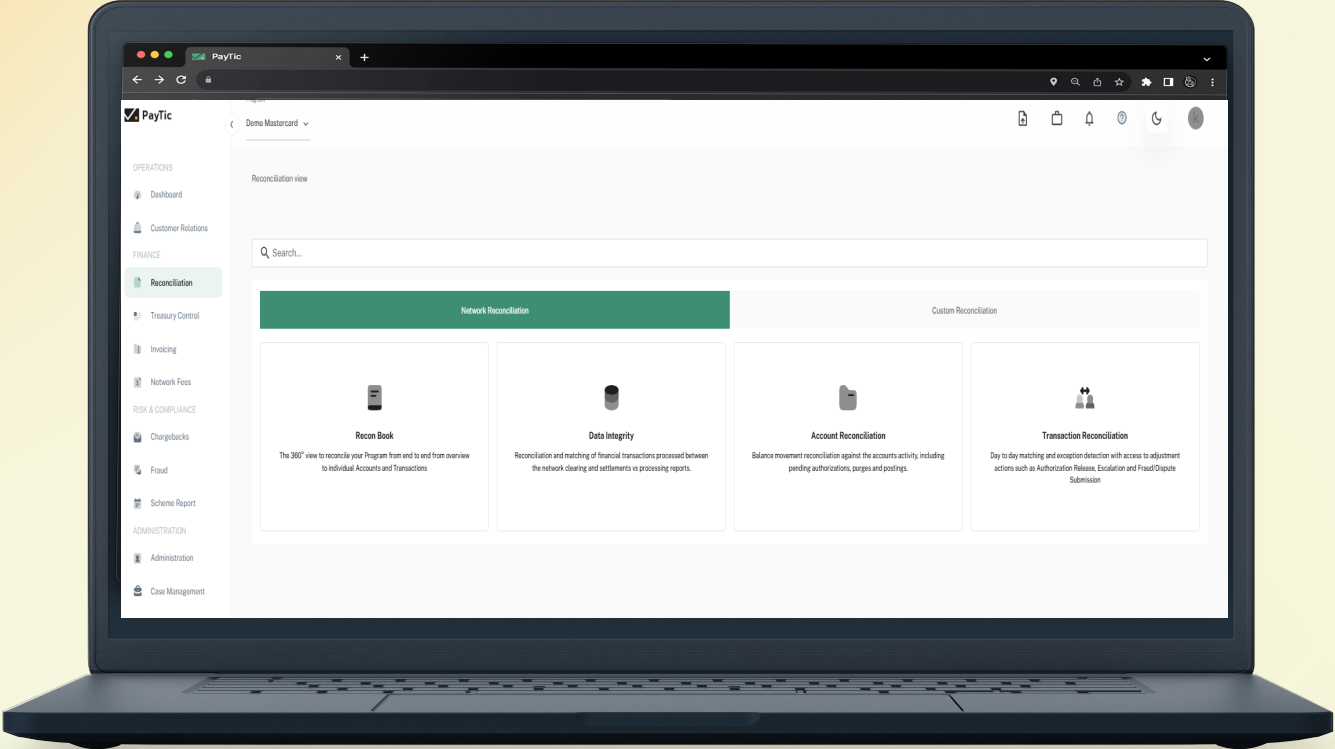 PayTic
PayTic
Program
Demo Mastercard
k
OPERATIONS
Dashboard
Customer Relations
FINANCE
Reconciliation
Treasury Control
Invoicing
Network Fees
RISK & COMPLIANCE
Chargebacks
Fraud
Scheme Report
ADMINISTRATION
Administration
Case Management
Reconciliation view
Search...
Network Reconciliation
Custom Reconciliation
Recon Book
The 360° view to reconcile your Program from end to end from overview
to individual Accounts and Transactions
Data Integrity
Reconciliation and matching of financial transactions processed between
the network clearing and settlements vs processing reports.
Account Reconciliation
Balance movement reconciliation against the accounts activity, including
pending authorizations, purges and postings.
Transaction Reconciliation
Day to day matching and exception detection with access to adjustment
actions such as Authorization Release, Escalation and Fraud/Dispute
Submission